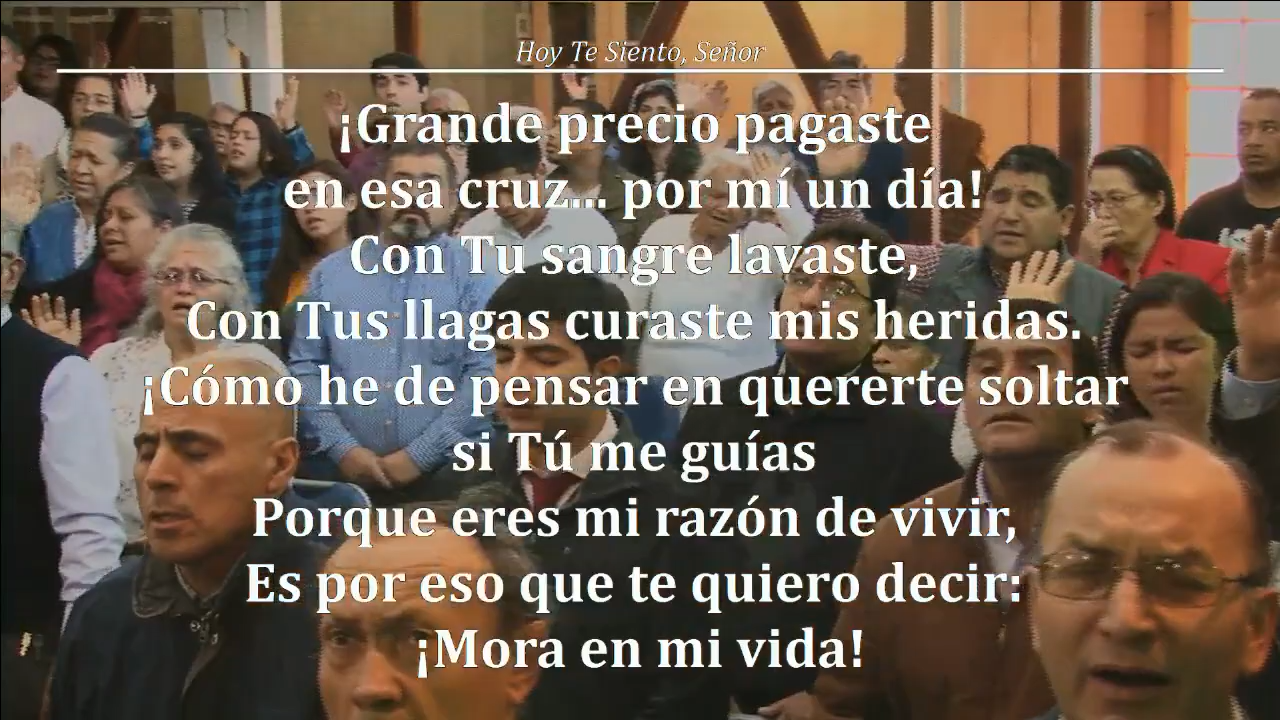 Hoy Te Siento, Señor
¡Grande precio pagaste
en esa cruz... por mí un día!
Con Tu sangre lavaste,
Con Tus llagas curaste mis heridas.
¡Cómo he de pensar en quererte soltar
si Tú me guías
Porque eres mi razón de vivir,
Es por eso que te quiero decir:
¡Mora en mi vida!